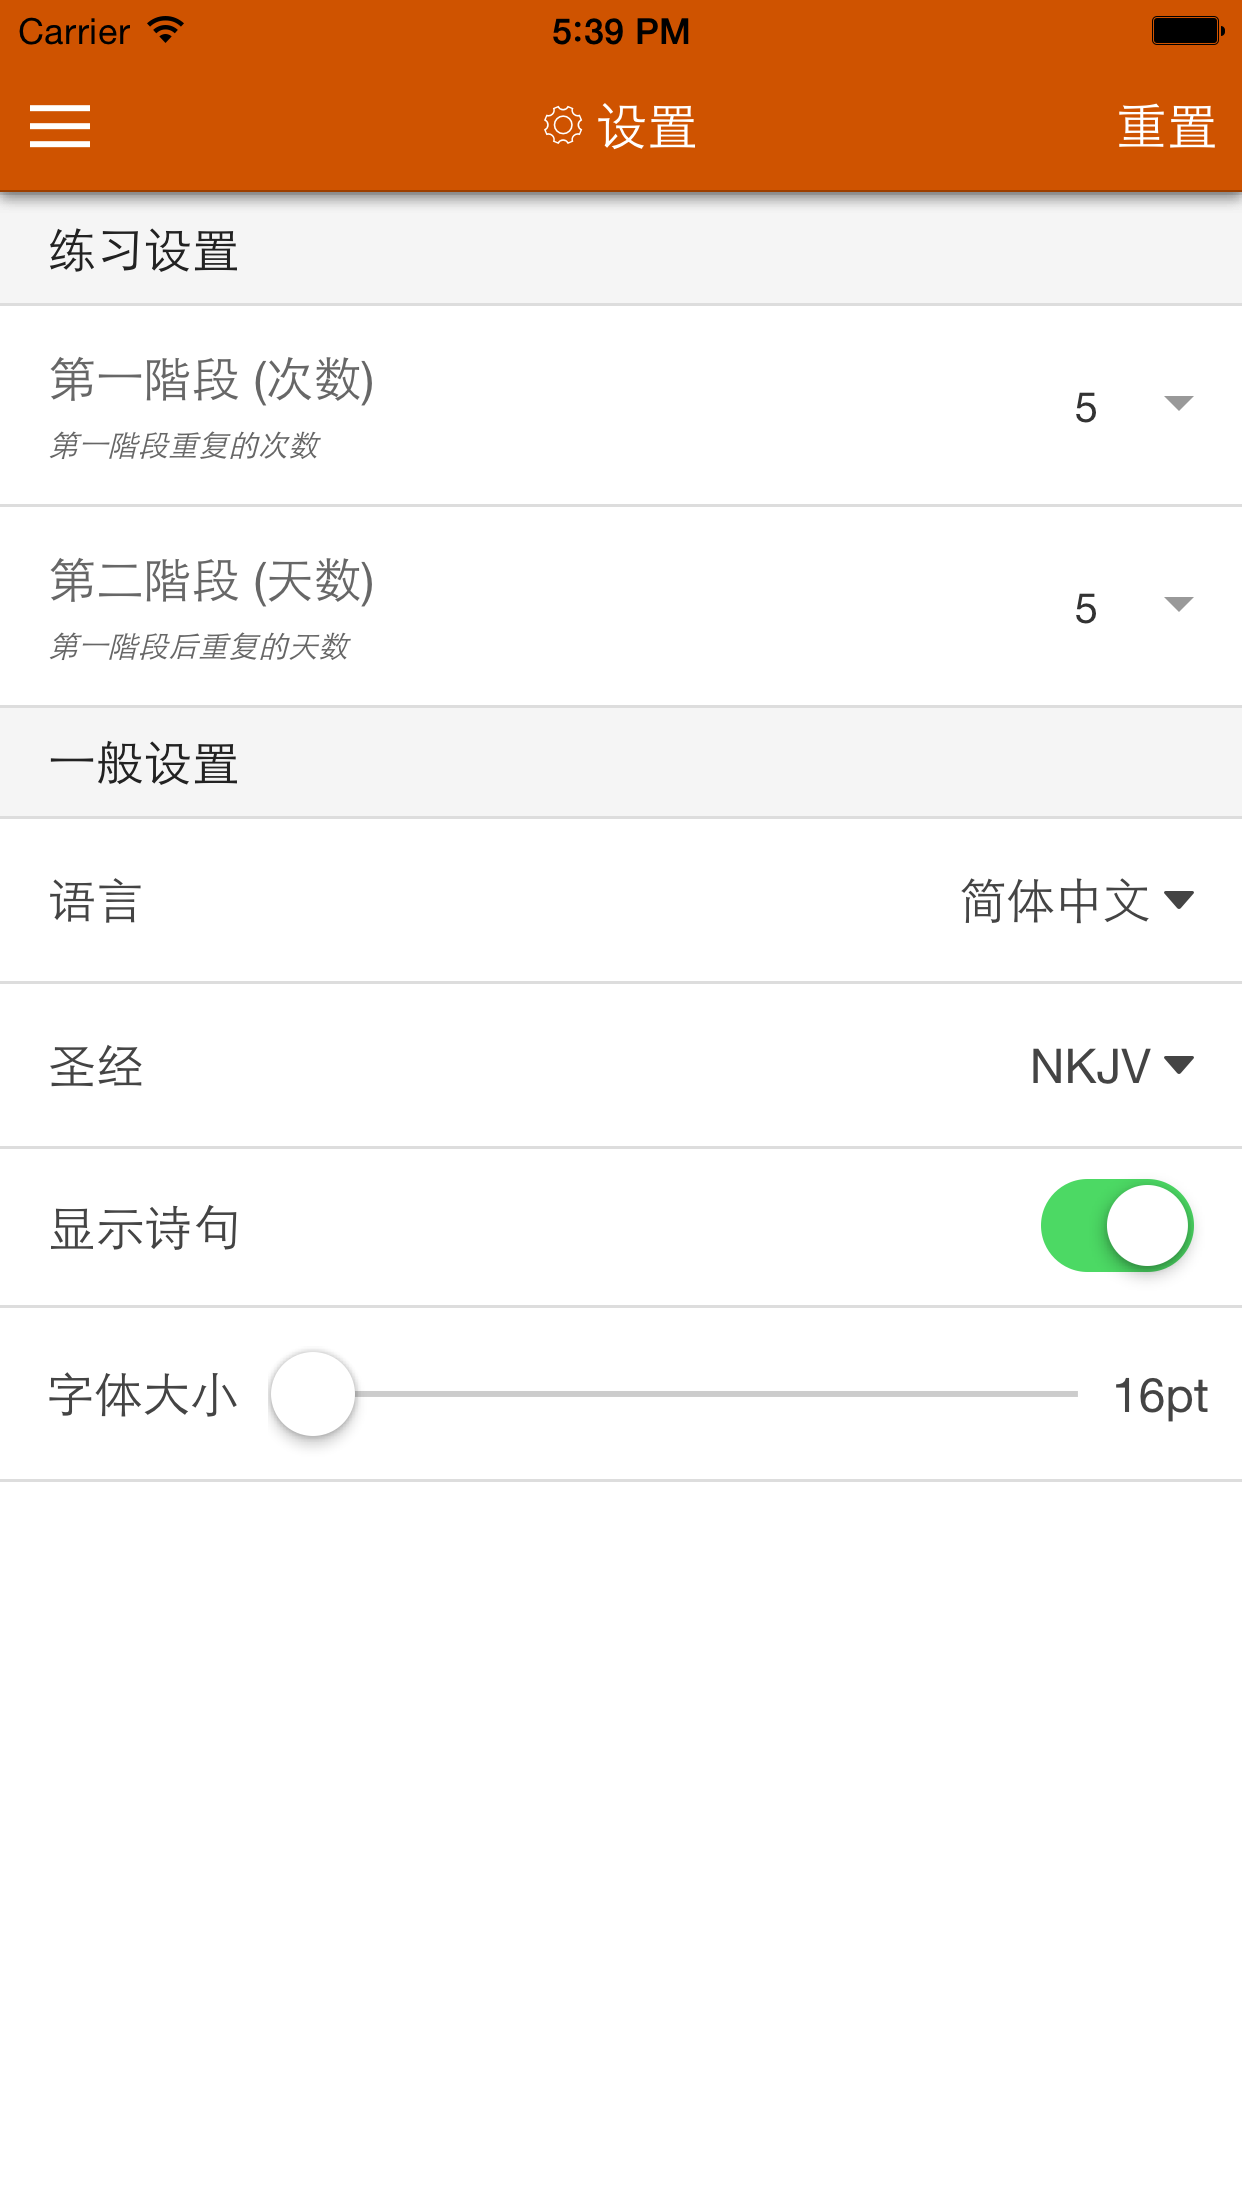 Carrier 5:39 PM
设置 重置
练习设置
第一階段 (次数)
第一階段重复的次数
5
第二階段 (天数)
第一階段后重复的天数
5
一般设置
语言 简体中文
圣经 NKJV
显示诗句
字体大小 16pt